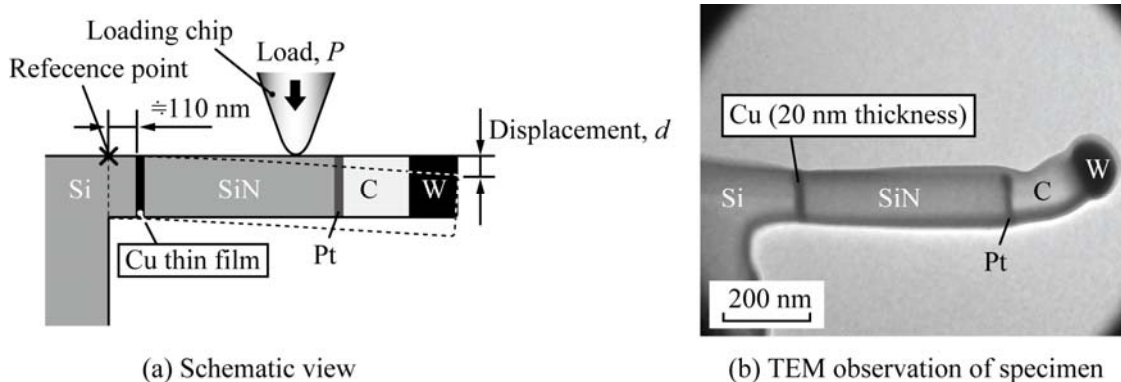 Loading chip
Load, P
Refecence point
≒110 nm
Displacement, d
Si
SiN
C
W
Pt
Cu thin film
(a) Schematic view
Cu (20 nm thickness)
Si
SiN
C
W
Pt
200 nm
(b) TEM observation of specimen